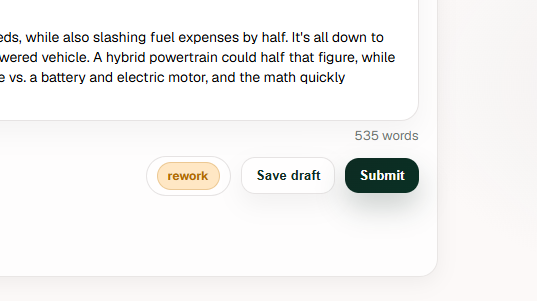 eds, while also slashing fuel expenses by half. It's all down to
wered vehicle. A hybrid powertrain could half that figure, while
e vs. a battery and electric motor, and the math quickly
535 words
rework
Save draft
Submit